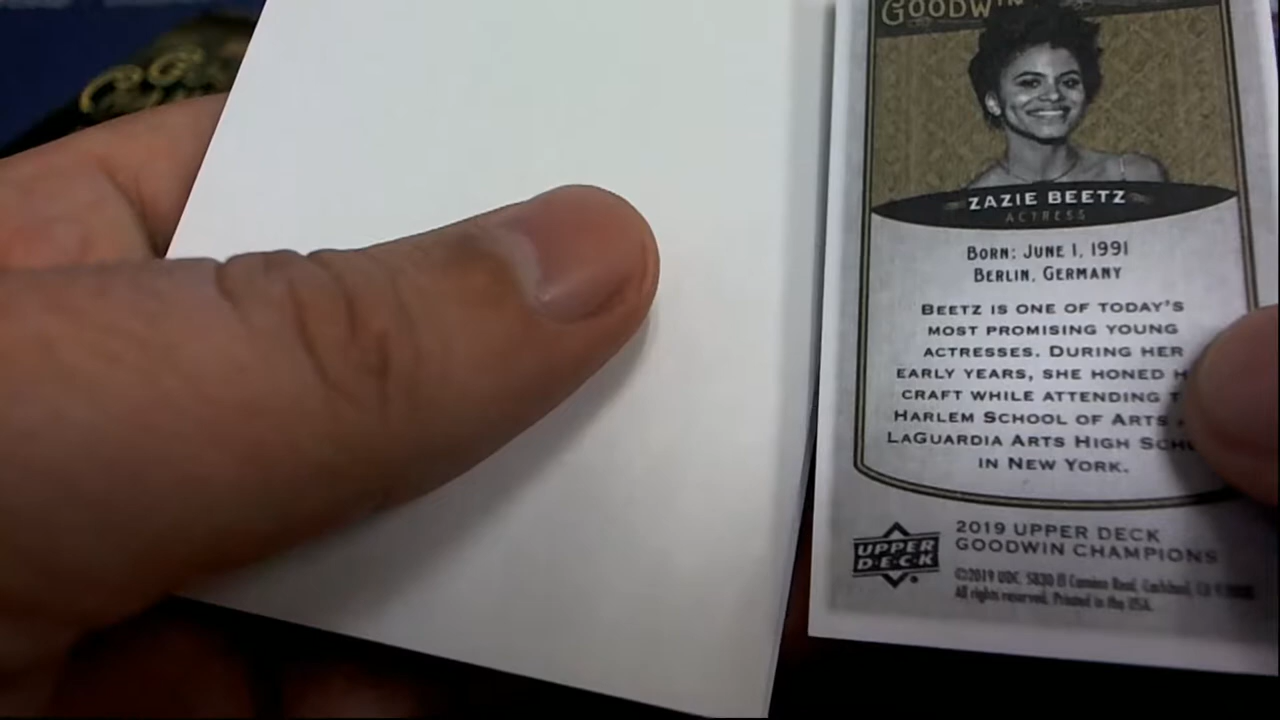 GOODWIN
ZAZIE BEETZ
ACTRESS
BORN: JUNE 1, 1991
BERLIN, GERMANY
BEETZ IS ONE OF TODAY'S
MOST PROMISING YOUNG
ACTRESSES. DURING HER
EARLY YEARS, SHE HONED
CRAFT WHILE ATTENDING
HARLEM SCHOOL OF ARTS
LAGUARDIA ARTS HIGH
IN NEW YORK.
UPPER
DECK
2019 UPPER DECK
GOODWIN CHAMPIONS
©2019 UDC. 5830 El Camino Real, Carlsbad, CA
All rights reserved. Printed in the USA.